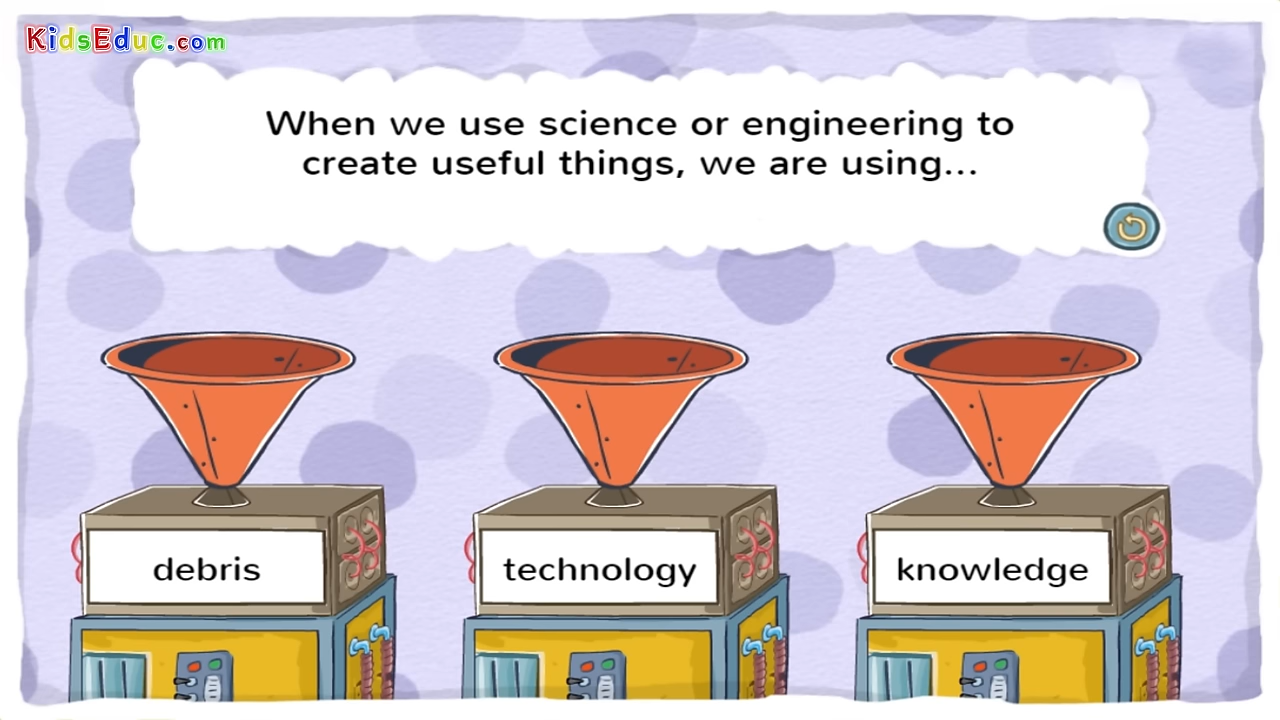 KidsEduc.com
When we use science or engineering to
create useful things, we are using...
debris
technology
knowledge